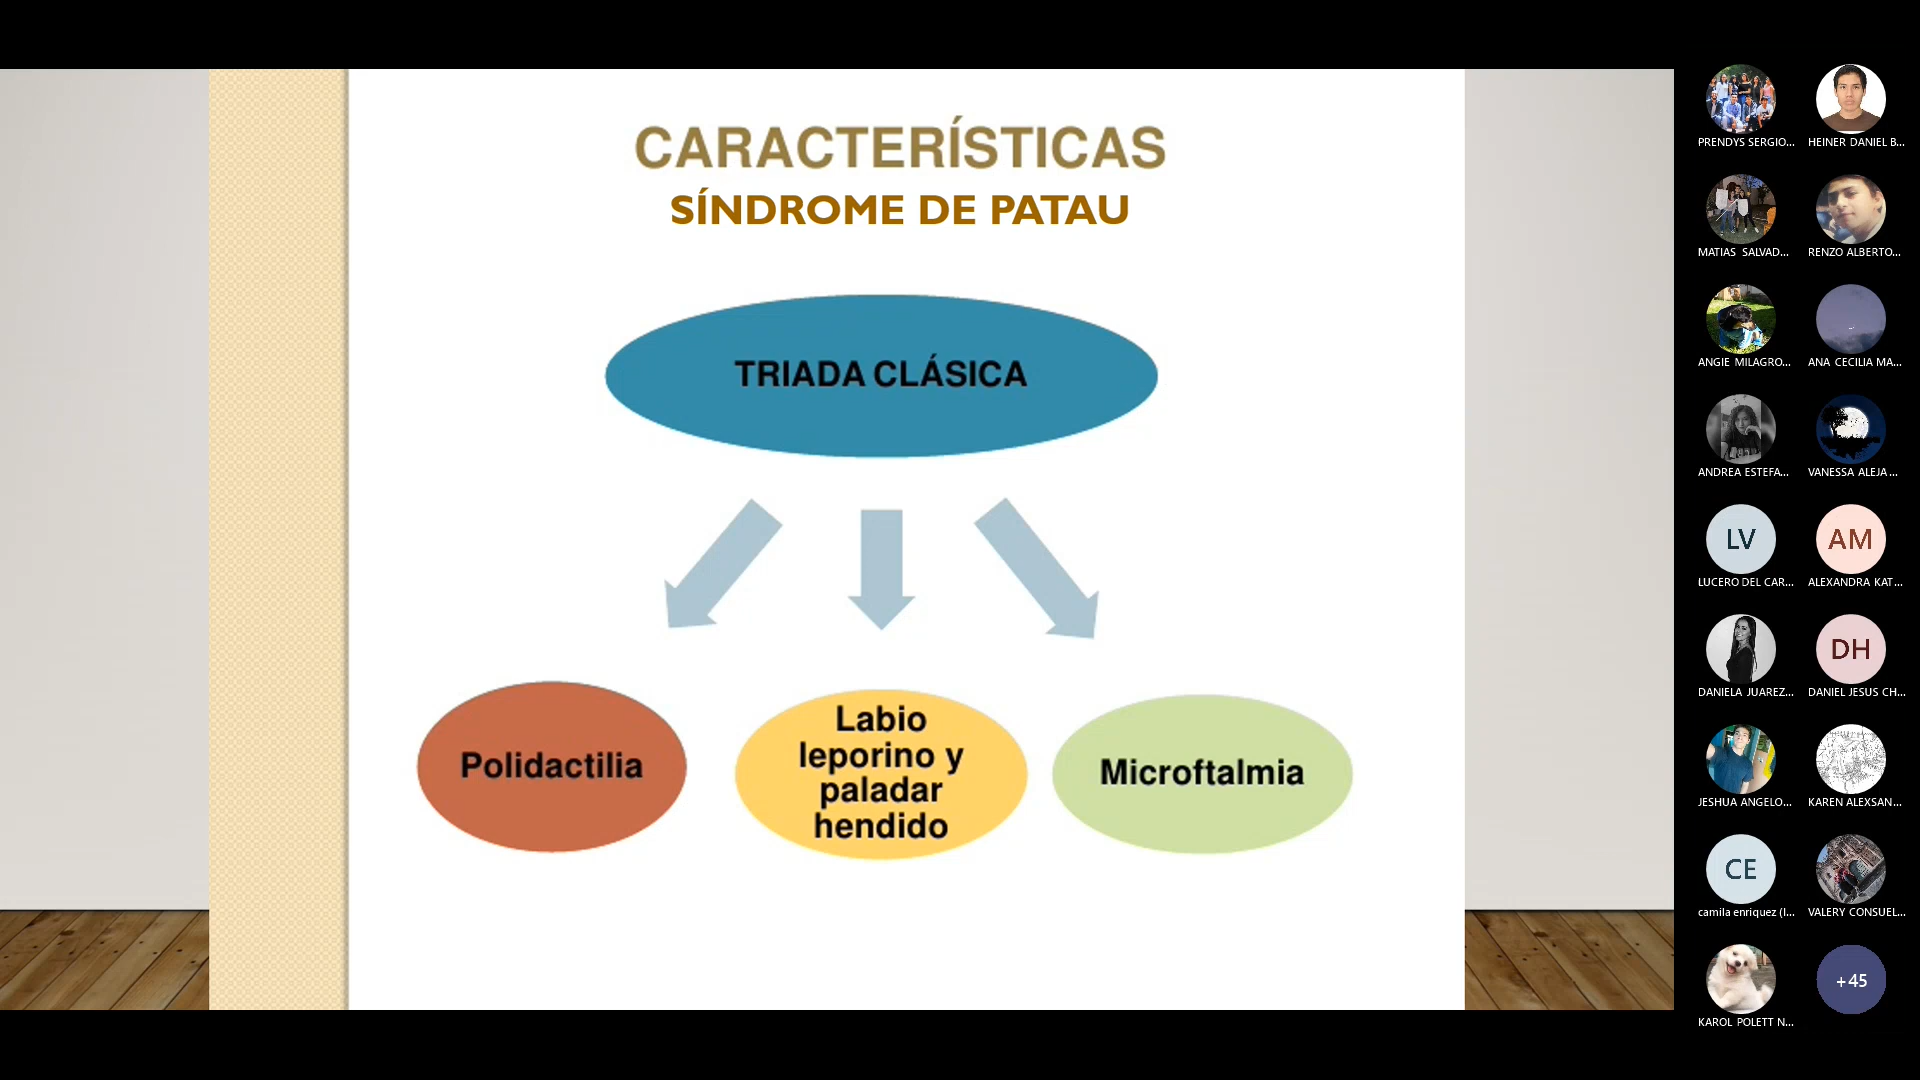 CARACTERÍSTICAS
SÍNDROME DE PATAU
TRIADA CLÁSICA
Polidactilia
Labio
leporino y
paladar
hendido
Microftalmia
PRENDYS SERGIO...
HEINER DANIEL B...
MATIAS SALVAD...
RENZO ALBERTO...
ANGIE MILAGRO...
ANA CECILIA MA...
ANDREA ESTEFA...
VANESSA ALEJA...
LV
AM
LUCERO DEL CAR...
ALEXANDRA KAT...
DH
DANIELA JUAREZ...
DANIEL JESUS CH...
JESHUA ANGELO...
KAREN ALEXSAN...
CE
camila enriquez (I...
VALERY CONSUEL...
+45
KAROL POLETT N...